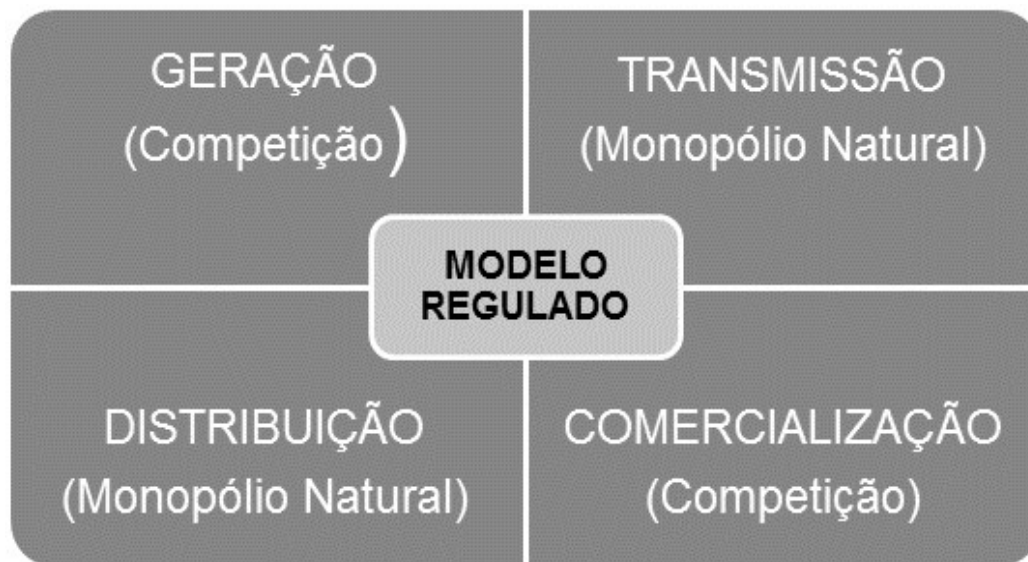 GERAÇÃO
(Competição)
TRANSMISSÃO
(Monopólio Natural)
MODELO
REGULADO
DISTRIBUIÇÃO
(Monopólio Natural)
COMERCIALIZAÇÃO
(Competição)